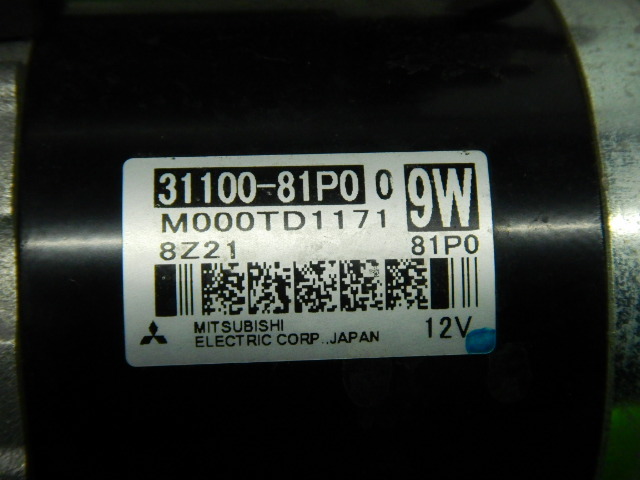 31100-81P0 0 9W
M000TD1171
8Z21 81P0
MITSUBISHI
ELECTRIC CORP.,JAPAN 12V